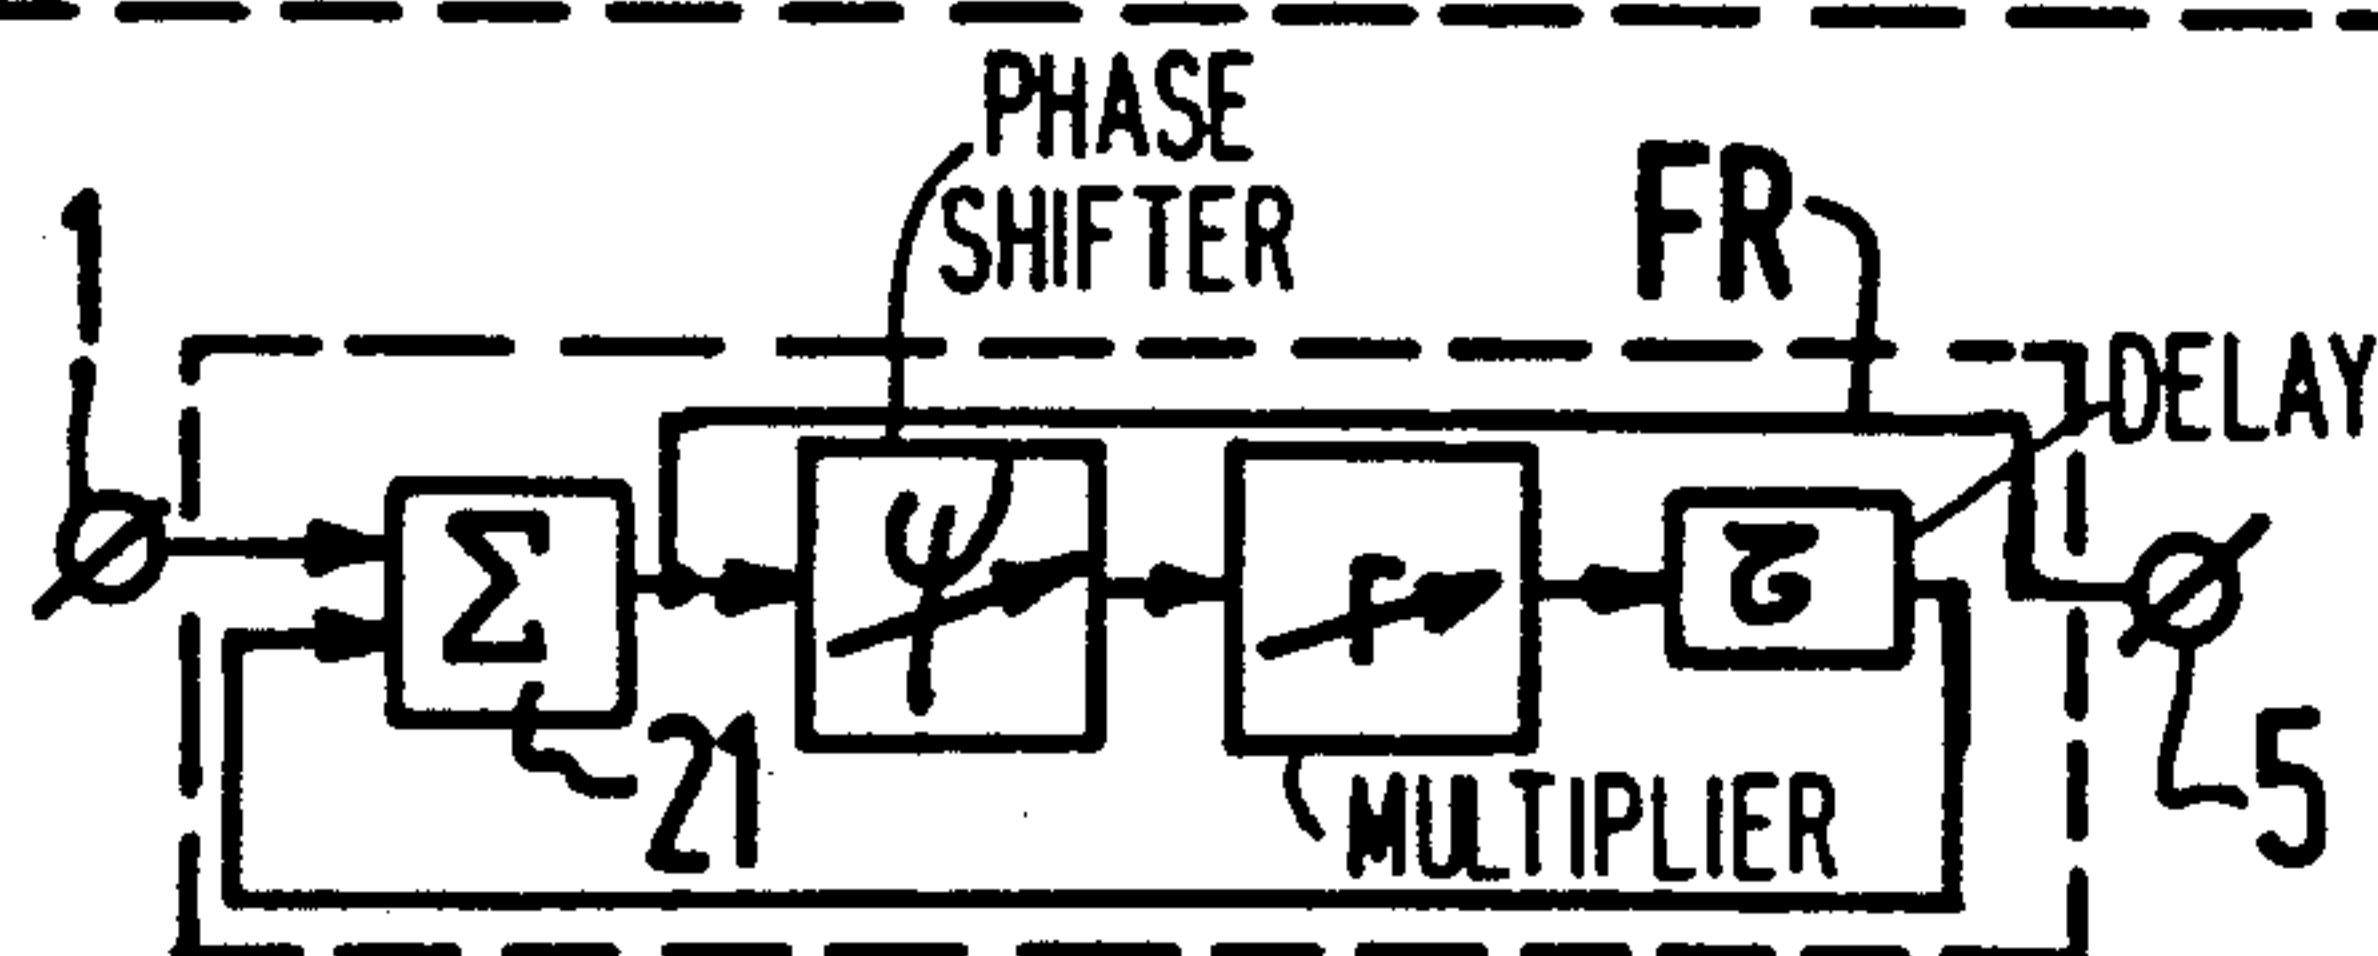 PHASE
SHIFTER
FR
1
DELAY
Σ
ψ
r
τ
21
MULTIPLIER
5